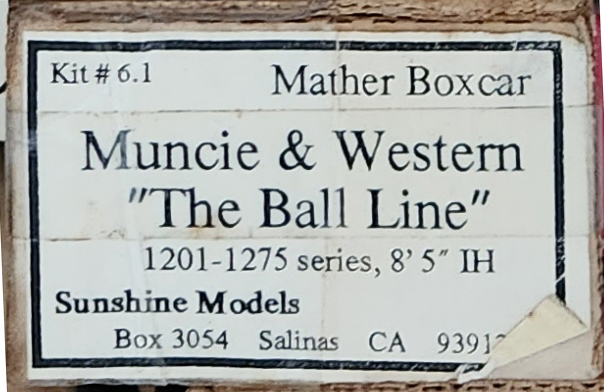 Kit # 6.1 Mather Boxcar
Muncie & Western
"The Ball Line"
1201-1275 series, 8' 5" IH
Sunshine Models
Box 3054 Salinas CA